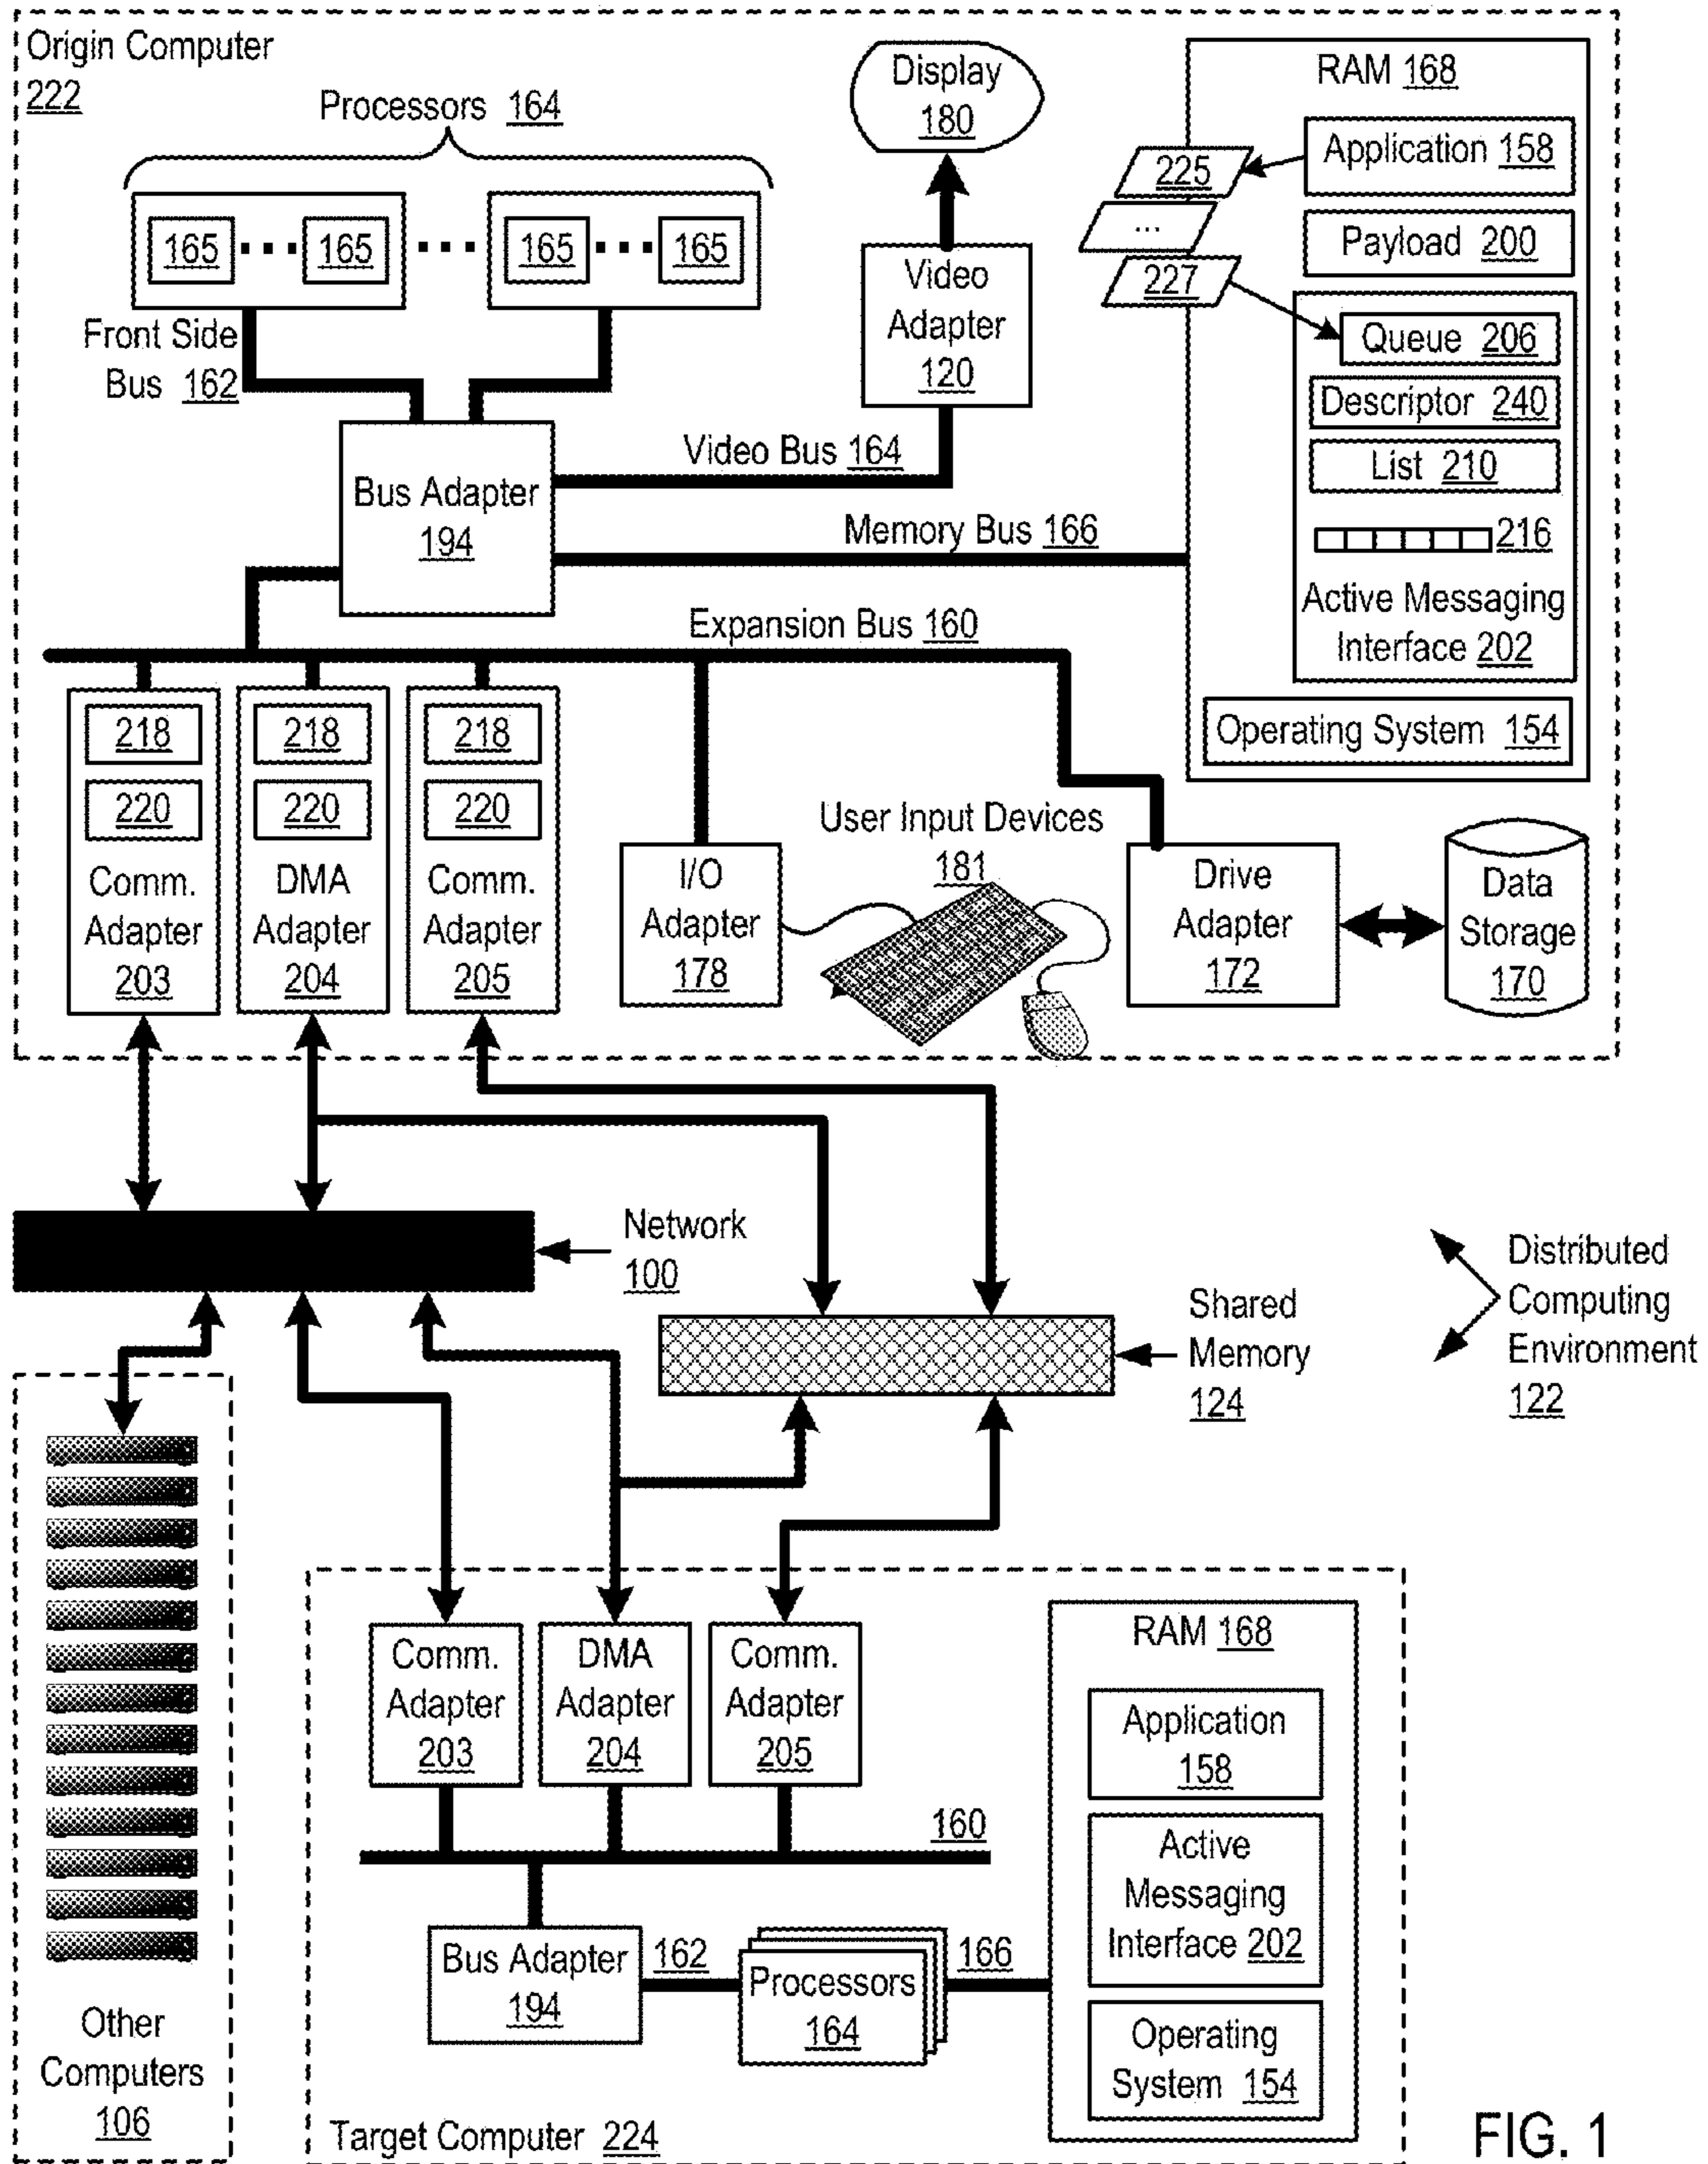 Origin Computer
222
Processors 164
165
165
165
165
Front Side
Bus 162
Display
180
Video
Adapter
120
Video Bus 164
Bus Adapter
194
Memory Bus 166
Expansion Bus 160
RAM 168
225
...
227
Application 158
Payload 200
Queue 206
Descriptor 240
List 210
216
Active Messaging
Interface 202
Operating System 154
218
220
Comm.
Adapter
203
218
220
DMA
Adapter
204
218
220
Comm.
Adapter
205
I/O
Adapter
178
User Input Devices
181
Drive
Adapter
172
Data
Storage
170
Network
100
Shared
Memory
124
Distributed
Computing
Environment
122
Other
Computers
106
Comm.
Adapter
203
DMA
Adapter
204
Comm.
Adapter
205
160
Bus Adapter
194
162
Processors
164
166
RAM 168
Application
158
Active
Messaging
Interface 202
Operating
System 154
Target Computer 224
FIG. 1